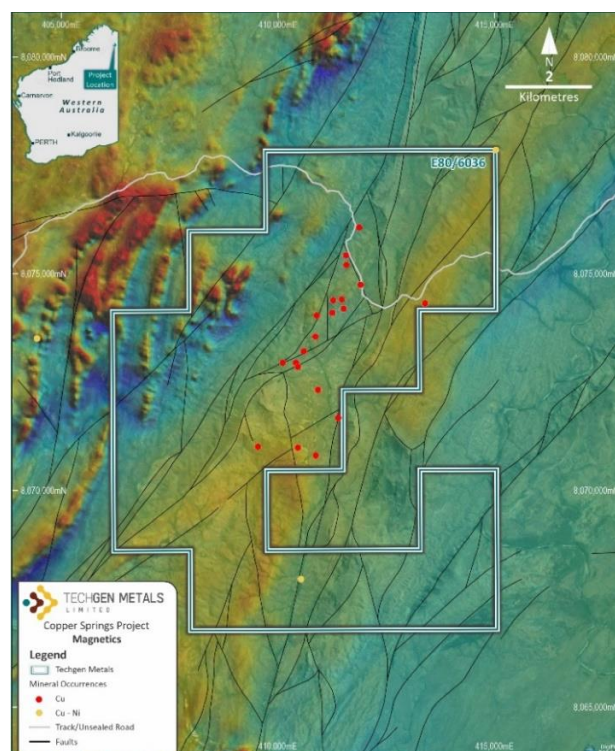 405,000mE
410,000mE
415,000mE
8,080,000mN
8,080,000mN
Broome
Port
Hedland
Project
Location
Carnarvon
Western
Australia
Kalgoorlie
PERTH
N
2
Kilometres
E80/6036
8,075,000mN
8,075,000mN
8,070,000mN
8,070,000mN
8,065,000mN
TECHGEN METALS
LIMITED
Copper Springs Project
Magnetics
Legend
Techgen Metals
Mineral Occurrences
Cu
Cu - Ni
Track/Unsealed Road
Faults
410,000mE
415,000mE